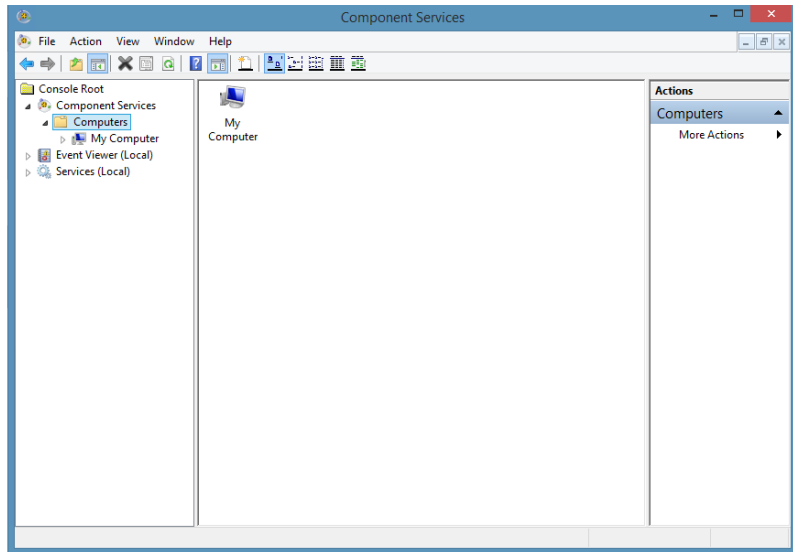 Component Services
File Action View Window Help
Console Root
Component Services
Computers
My Computer
Event Viewer (Local)
Services (Local)
My
Computer
Actions
Computers
More Actions